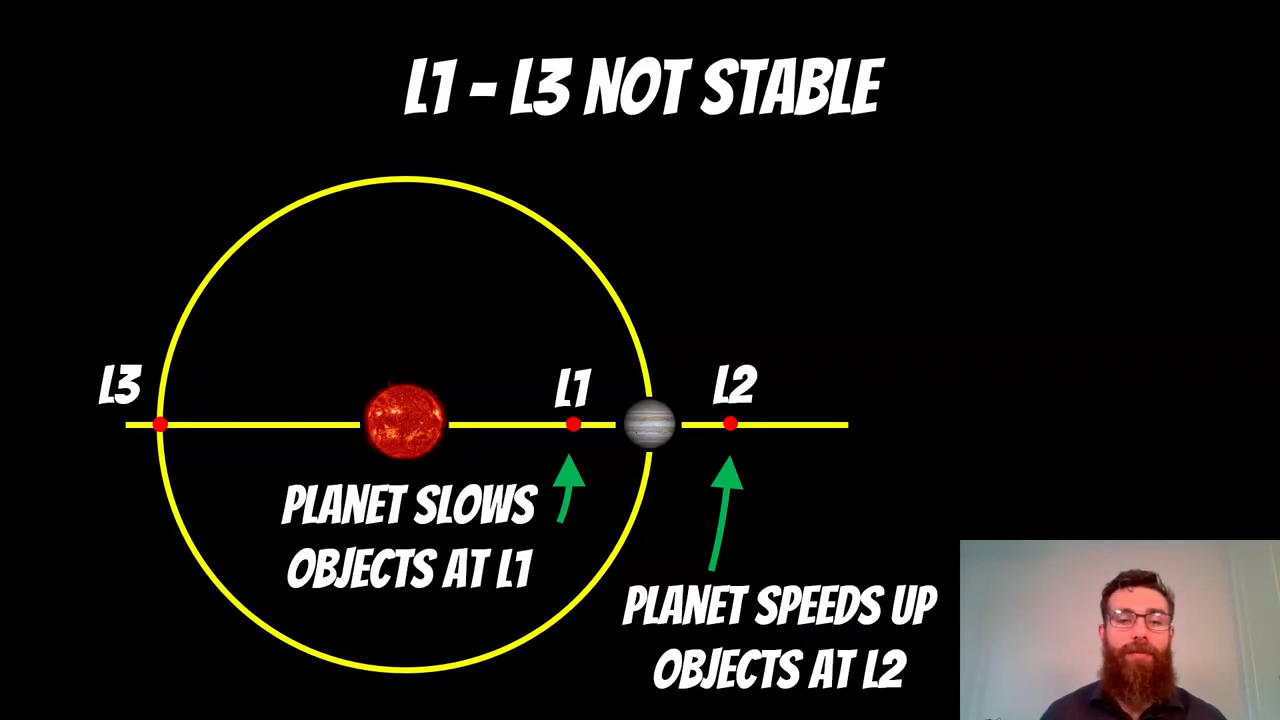 L1 - L3 NOT STABLE
L3
L1
L2
PLANET SLOWS
OBJECTS AT L1
PLANET SPEEDS UP
OBJECTS AT L2